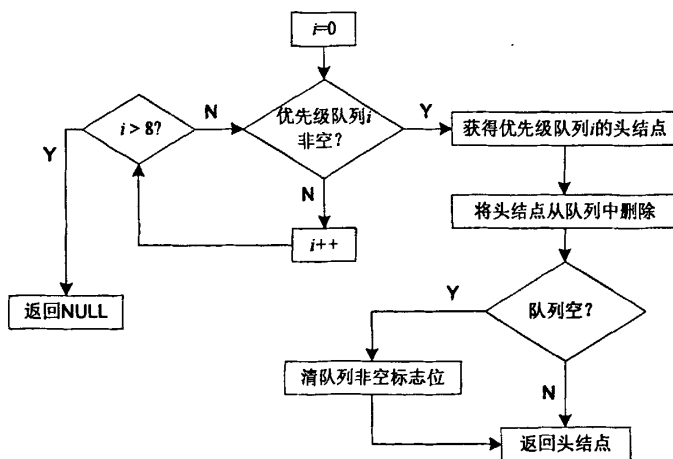 i=0
优先级队列i
非空？
Y
获得优先级队列i的头结点
N
i>8?
Y
N
i++
将头结点从队列中删除
返回NULL
队列空？
Y
清队列非空标志位
N
返回头结点